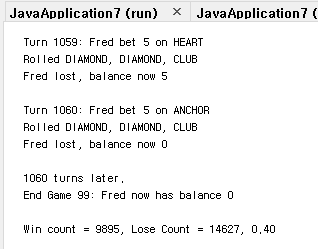 JavaApplication7 (run) × JavaApplication7 (
Turn 1059: Fred bet 5 on HEART
Rolled DIAMOND, DIAMOND, CLUB
Fred lost, balance now 5
Turn 1060: Fred bet 5 on ANCHOR
Rolled DIAMOND, DIAMOND, CLUB
Fred lost, balance now 0
1060 turns later.
End Game 99: Fred now has balance 0
Win count = 9895, Lose Count = 14627, 0.40